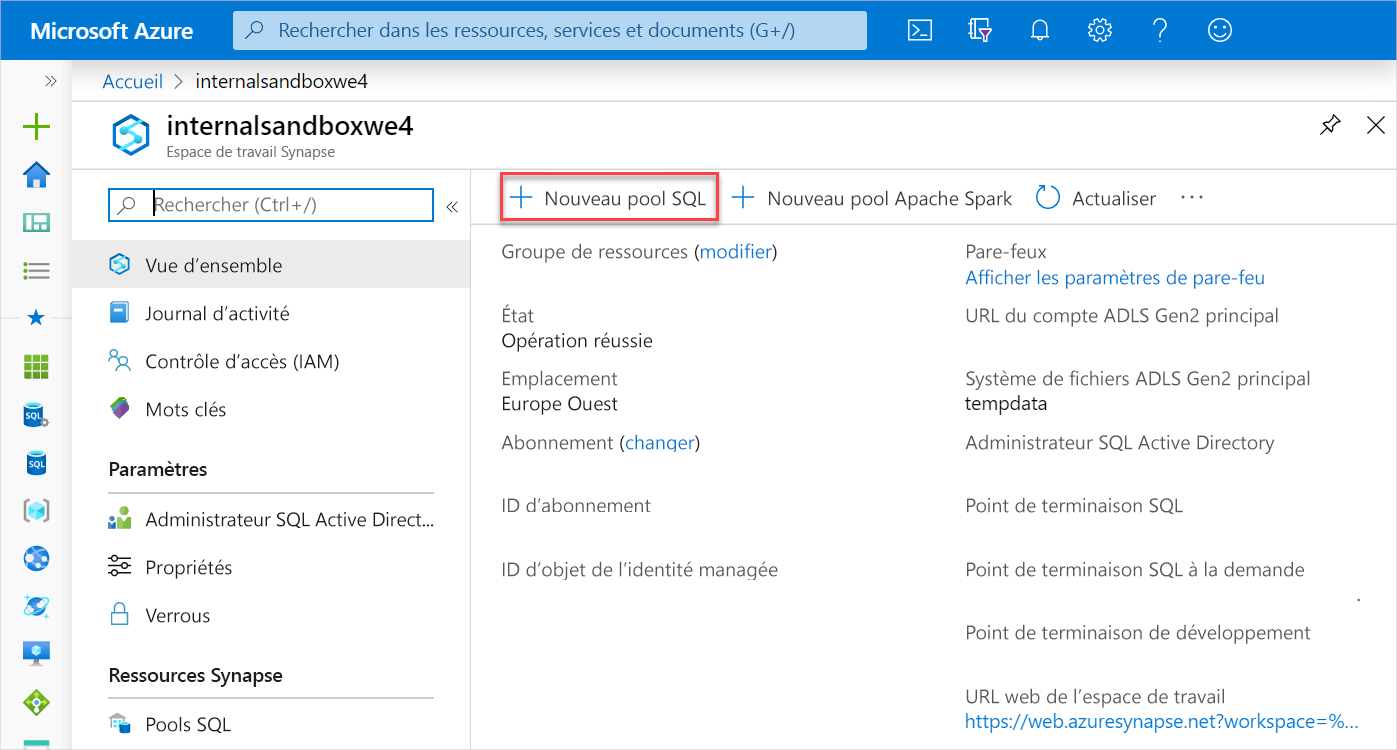 Microsoft Azure
Rechercher dans les ressources, services et documents (G+/)
Accueil > internalsandboxwe4
internalsandboxwe4
Espace de travail Synapse
Rechercher (Ctrl+/)
Vue d’ensemble
Journal d’activité
Contrôle d’accès (IAM)
Mots clés
Paramètres
Administrateur SQL Active Direct...
Propriétés
Verrous
Ressources Synapse
Pools SQL
Nouveau pool SQL
Nouveau pool Apache Spark
Actualiser
Groupe de ressources (modifier)
État
Opération réussie
Emplacement
Europe Ouest
Abonnement (changer)
ID d’abonnement
ID d’objet de l’identité managée
Pare-feux
Afficher les paramètres de pare-feu
URL du compte ADLS Gen2 principal
Système de fichiers ADLS Gen2 principal
tempdata
Administrateur SQL Active Directory
Point de terminaison SQL
Point de terminaison SQL à la demande
Point de terminaison de développement
URL web de l’espace de travail
https://web.azuresynapse.net?workspace=%...
SQL
SQL